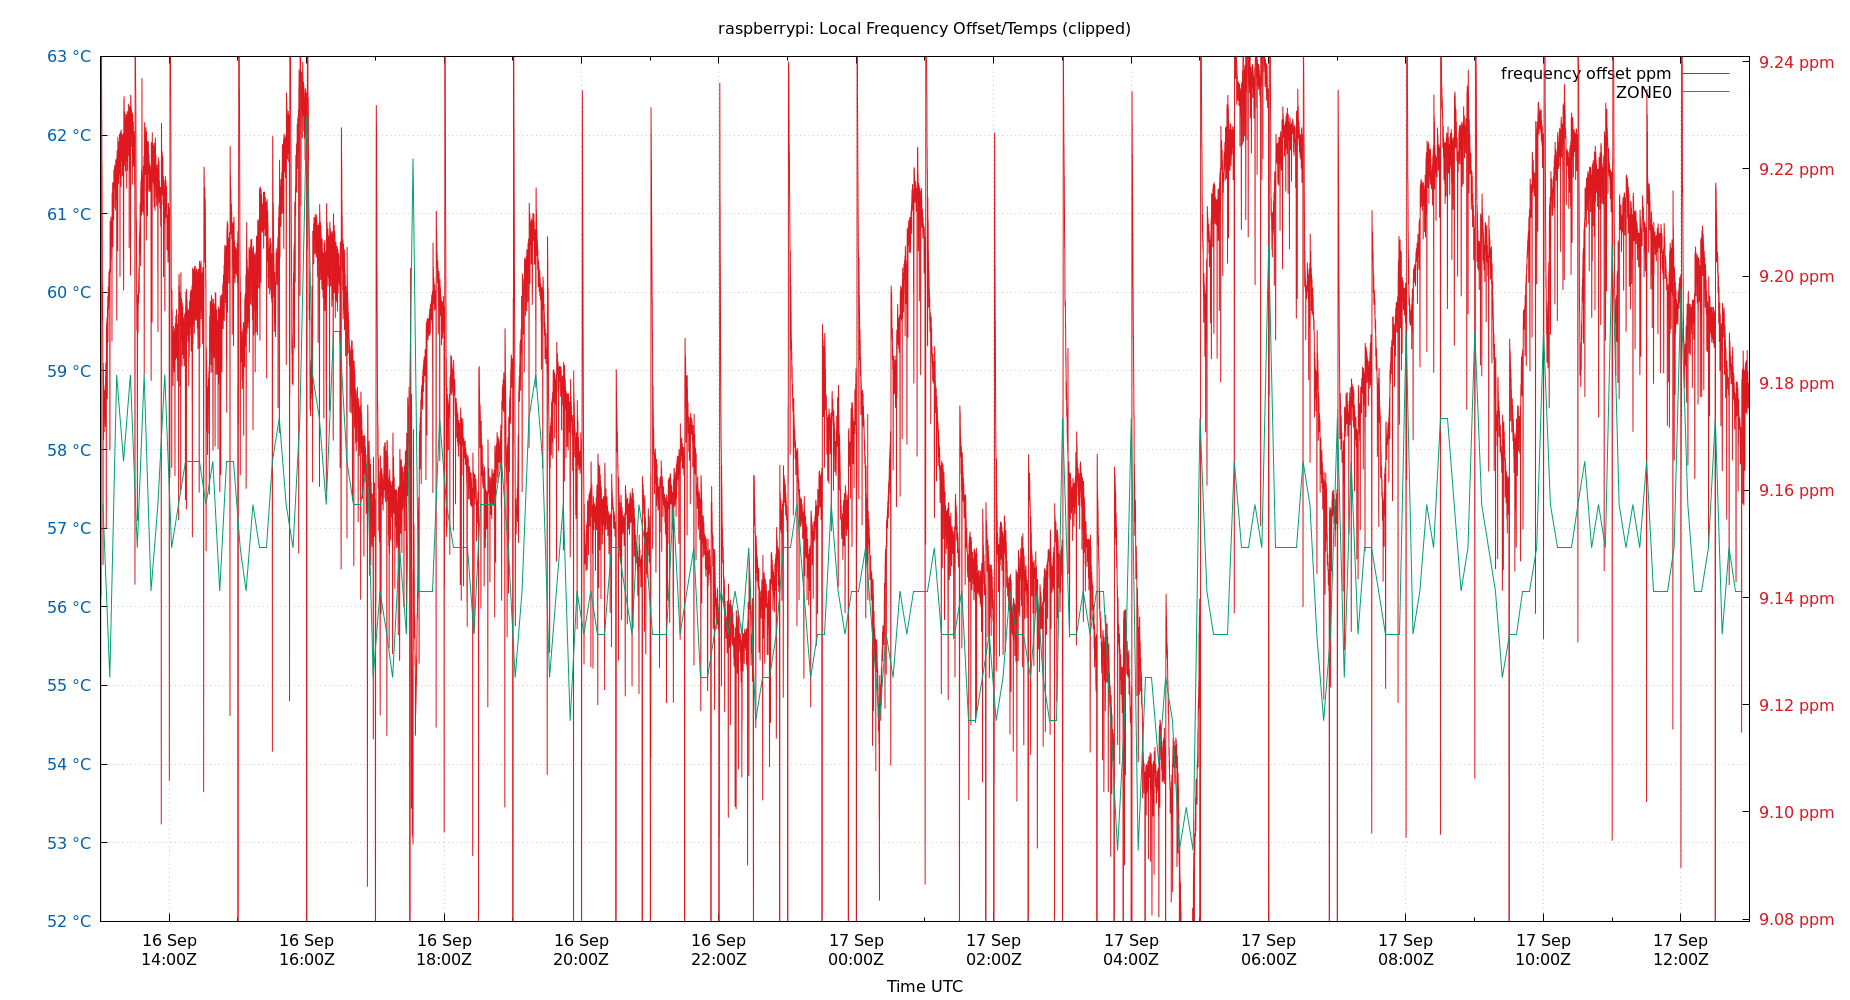 raspberrypi: Local Frequency Offset/Temps (clipped)
63 °C
62 °C
61 °C
60 °C
59 °C
58 °C
57 °C
56 °C
55 °C
54 °C
53 °C
52 °C
frequency offset ppm
ZONE0
9.24 ppm
9.22 ppm
9.20 ppm
9.18 ppm
9.16 ppm
9.14 ppm
9.12 ppm
9.10 ppm
9.08 ppm
16 Sep 16 Sep 16 Sep 16 Sep 16 Sep 17 Sep 17 Sep 17 Sep 17 Sep 17 Sep 17 Sep 17 Sep
14:00Z 16:00Z 18:00Z 20:00Z 22:00Z 00:00Z 02:00Z 04:00Z 06:00Z 08:00Z 10:00Z 12:00Z
Time UTC